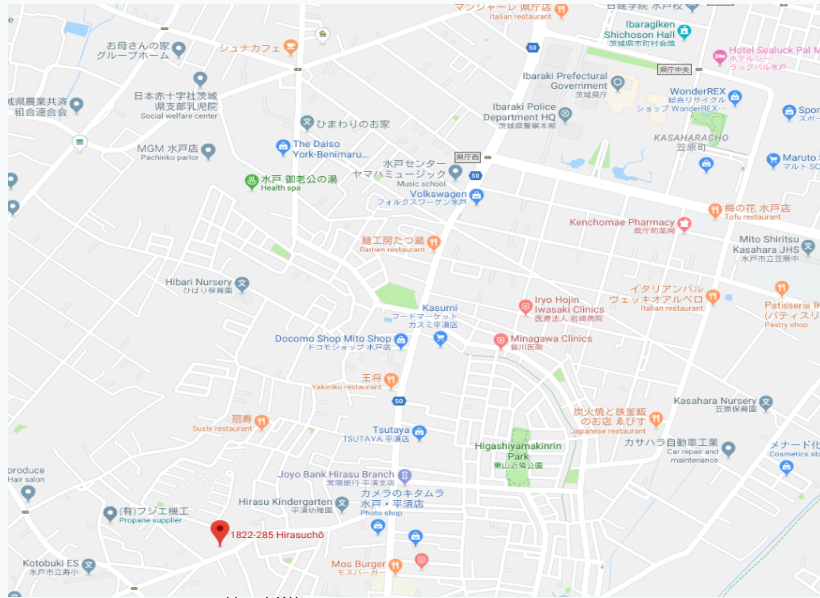 マンジャーレ 県庁店
Italian restaurant
Ibaragiken
Shichoson Hall
茨城県市町村会館
お母さんの家
グループホーム
シュナカフェ
50
Hotel Sealuck Pal M
ホテルシー
ラックパル水戸
県庁中央
Ibaraki Prefectural
Government
茨城県庁
WonderREX
総合リサイクル
ショップ WonderREX…
日本赤十字社茨城
県支部乳児院
Social welfare center
県農業共済
組合連合会
Ibaraki Police
Department HQ
茨城県警察本部
Spor
スポー
ひまわりのお家
KASAHARACHO
笠原町
MGM 水戸店
Pachinko parlor
The Daiso
York-Benimaru...
県庁西
水戸センター
ヤマハミュージック
Music school
50
Maruto S
マルト SC
水戸 御老公の湯
Health spa
Volkswagen
フォルクスワーゲン水戸
梅の花 水戸店
Tofu restaurant
Kenchomae Pharmacy
県庁前薬局
麺工房たつ蔵
Ramen restaurant
Mito Shiritsu
Kasahara JHS
水戸市立笠原中
Hibari Nursery
ひばり保育園
イタリアンバル
ヴェッキオアルベロ
Italian restaurant
Patisserie IN
(パティスリ
Pastry shop
Kasumi
フードマーケット
カスミ平須店
Iryo Hojin
Iwasaki Clinics
医療法人 岩崎病院
Docomo Shop Mito Shop
ドコモショップ 水戸店
Minagawa Clinics
皆川医院
王将
Yakiniku restaurant
50
Kasahara Nursery
笠原保育園
炭火焼と鉄釜飯
のお店 ゑびす
Japanese restaurant
扇寿
Sushi restaurant
Tsutaya
TSUTAYA 平須店
Higashiyamakinrin
Park
東山近隣公園
カサハラ自動車工業
Car repair and
maintenance
メナード化
Cosmetics sto
produce
Hair salon
Joyo Bank Hirasu Branch
常陽銀行 平須支店
カメラのキタムラ
水戸・平須店
Photo shop
Hirasu Kindergarten
平須幼稚園
(有)フジエ機工
Propane supplier
1822-285 Hirasuchō
Kotobuki ES
水戸市立寿小
Mos Burger
モスバーガー